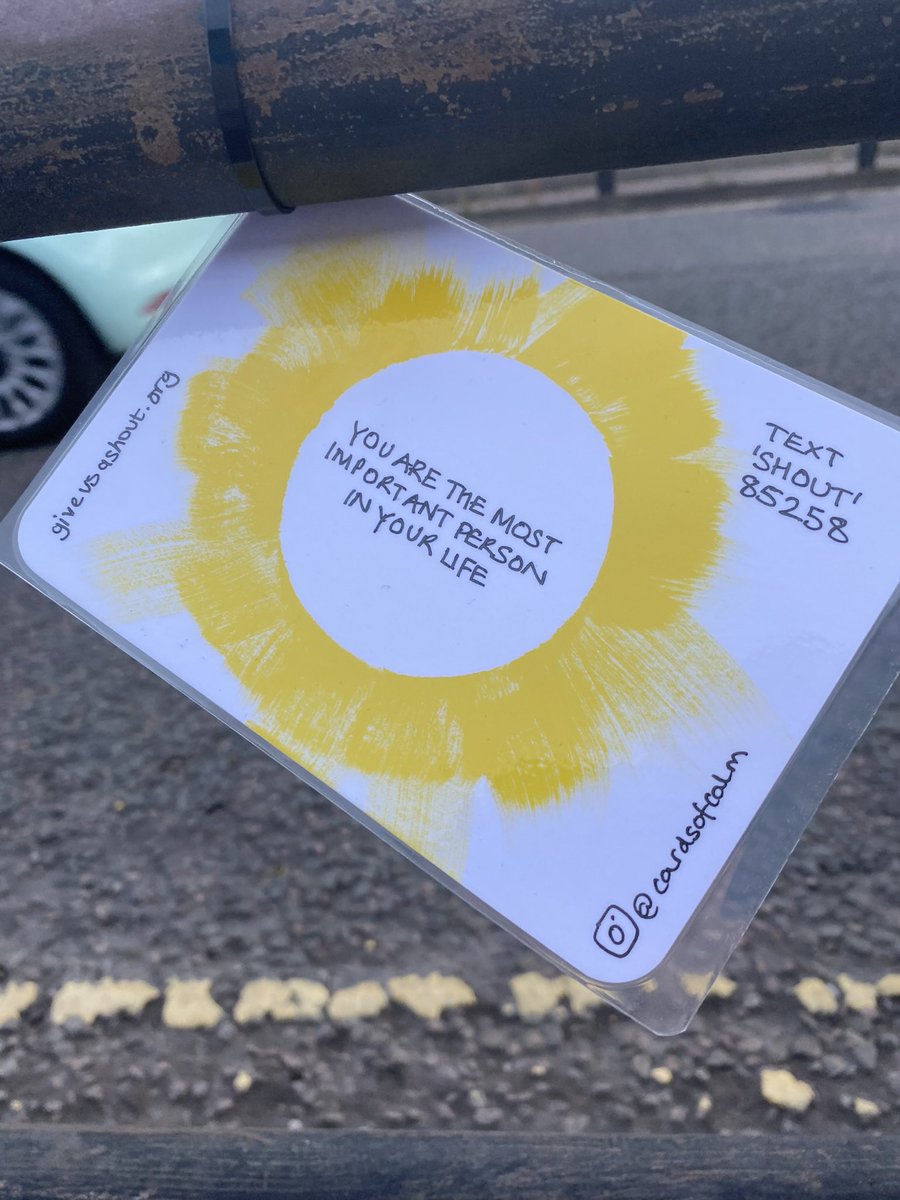 giveusashout.org
YOU ARE THE MOST
IMPORTANT PERSON
IN YOUR LIFE
TEXT
'SHOUT'
85258
@cardsofcalm